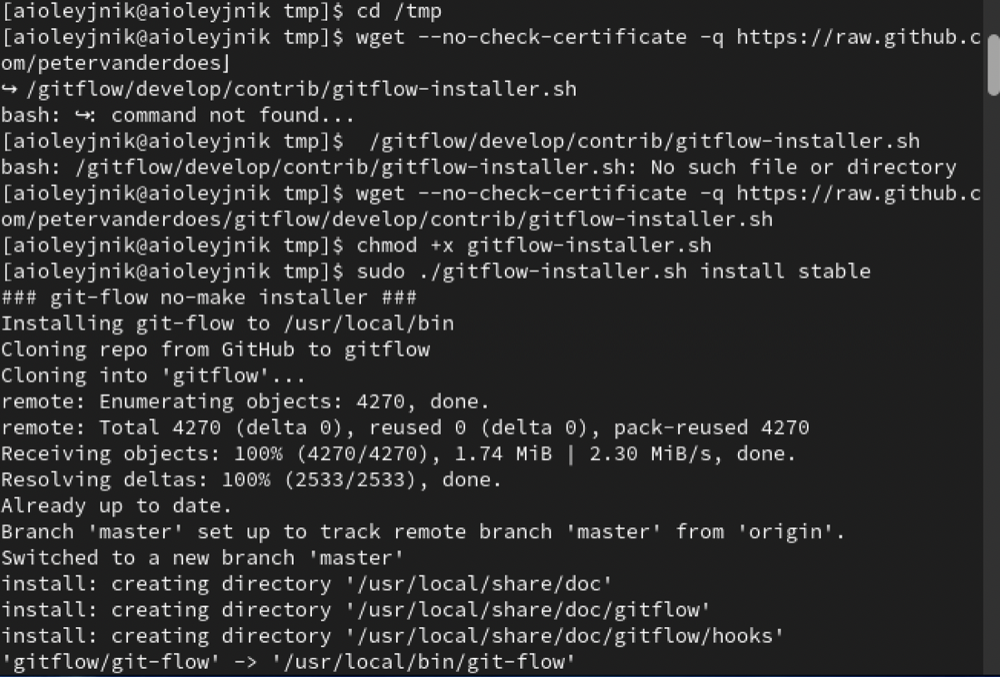 [aioleyjnik@aioleyjnik tmp]$ cd /tmp
[aioleyjnik@aioleyjnik tmp]$ wget --no-check-certificate -q https://raw.github.c
om/petervanderdoes]
↪ /gitflow/develop/contrib/gitflow-installer.sh
bash: ↪: command not found...
[aioleyjnik@aioleyjnik tmp]$  /gitflow/develop/contrib/gitflow-installer.sh
bash: /gitflow/develop/contrib/gitflow-installer.sh: No such file or directory
[aioleyjnik@aioleyjnik tmp]$ wget --no-check-certificate -q https://raw.github.c
om/petervanderdoes/gitflow/develop/contrib/gitflow-installer.sh
[aioleyjnik@aioleyjnik tmp]$ chmod +x gitflow-installer.sh
[aioleyjnik@aioleyjnik tmp]$ sudo ./gitflow-installer.sh install stable
### git-flow no-make installer ###
Installing git-flow to /usr/local/bin
Cloning repo from GitHub to gitflow
Cloning into 'gitflow'...
remote: Enumerating objects: 4270, done.
remote: Total 4270 (delta 0), reused 0 (delta 0), pack-reused 4270
Receiving objects: 100% (4270/4270), 1.74 MiB | 2.30 MiB/s, done.
Resolving deltas: 100% (2533/2533), done.
Already up to date.
Branch 'master' set up to track remote branch 'master' from 'origin'.
Switched to a new branch 'master'
install: creating directory '/usr/local/share/doc'
install: creating directory '/usr/local/share/doc/gitflow'
install: creating directory '/usr/local/share/doc/gitflow/hooks'
'gitflow/git-flow' -> '/usr/local/bin/git-flow'